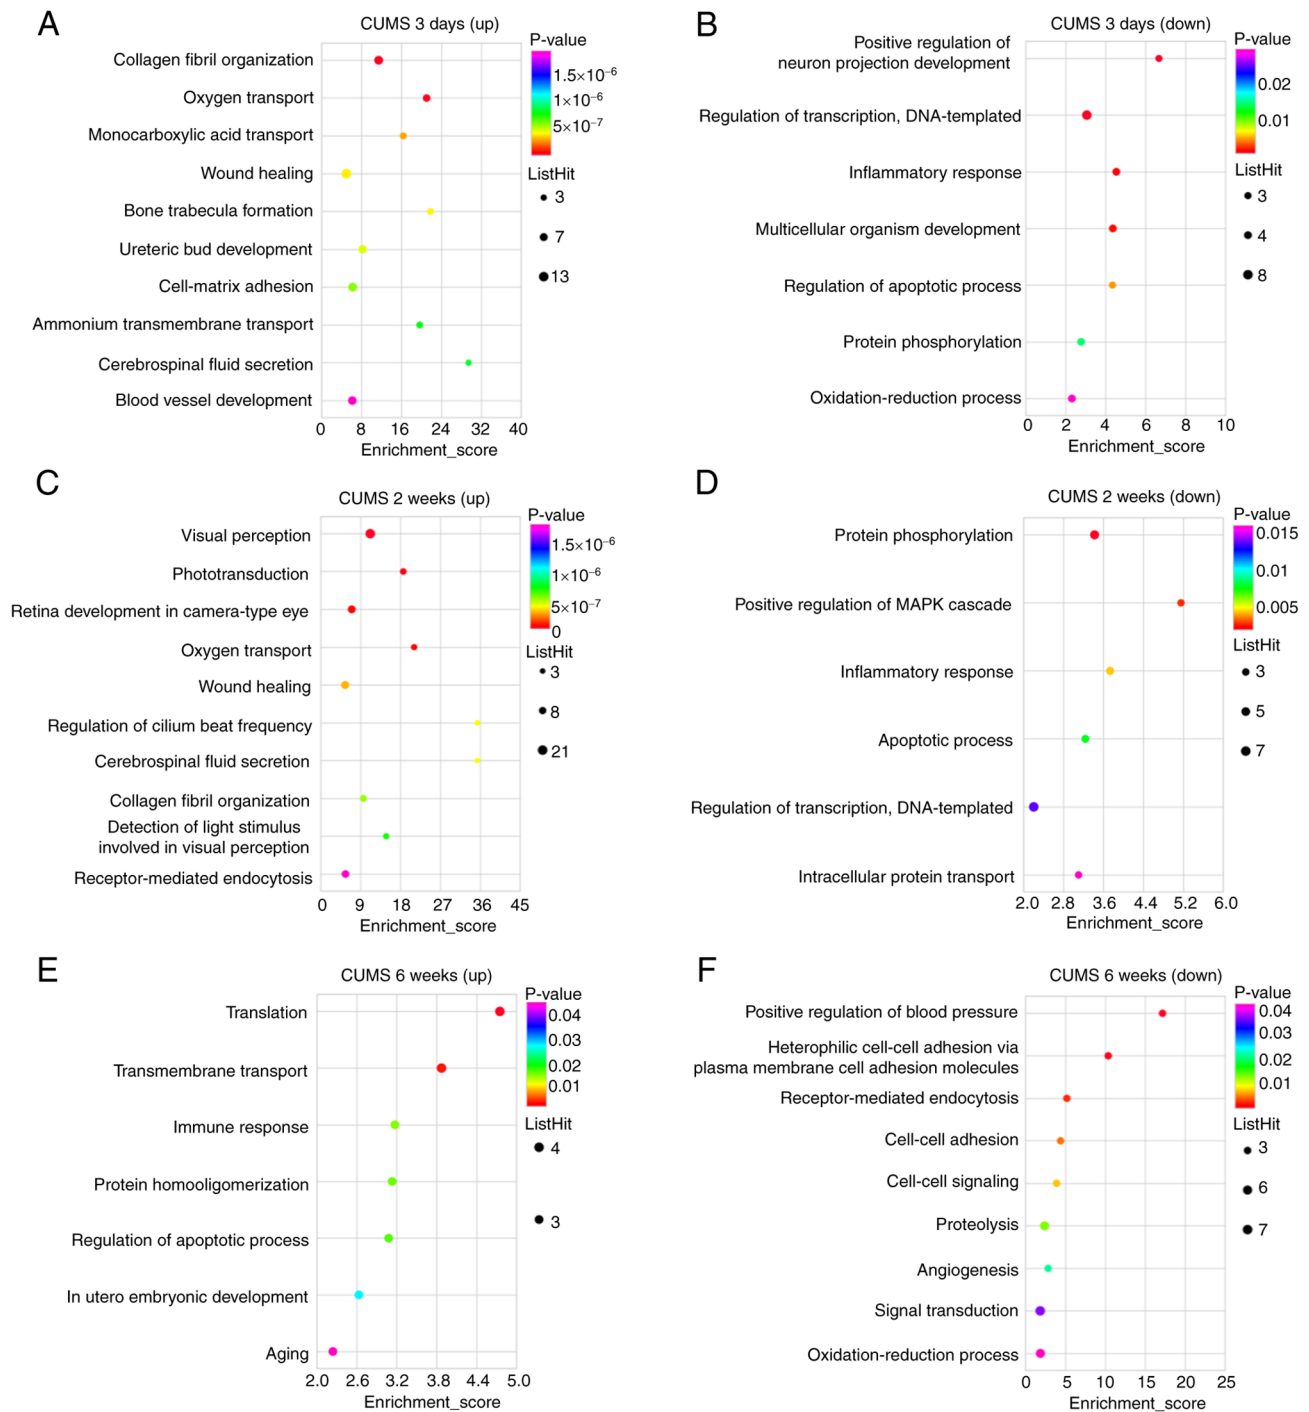 A
CUMS 3 days (up)
Collagen fibril organization
Oxygen transport
Monocarboxylic acid transport
Wound healing
Bone trabecula formation
Ureteric bud development
Cell-matrix adhesion
Ammonium transmembrane transport
Cerebrospinal fluid secretion
Blood vessel development
0 8 16 24 32 40
Enrichment_score
P-value
1.5×10⁻⁶
1×10⁻⁶
5×10⁻⁷
ListHit
3
7
13
B
CUMS 3 days (down)
Positive regulation of
neuron projection development
Regulation of transcription, DNA-templated
Inflammatory response
Multicellular organism development
Regulation of apoptotic process
Protein phosphorylation
Oxidation-reduction process
0 2 4 6 8 10
Enrichment_score
P-value
0.02
0.01
ListHit
3
4
8
C
CUMS 2 weeks (up)
Visual perception
Phototransduction
Retina development in camera-type eye
Oxygen transport
Wound healing
Regulation of cilium beat frequency
Cerebrospinal fluid secretion
Collagen fibril organization
Detection of light stimulus
involved in visual perception
Receptor-mediated endocytosis
0 9 18 27 36 45
Enrichment_score
P-value
1.5×10⁻⁶
1×10⁻⁶
5×10⁻⁷
0
ListHit
3
8
21
D
CUMS 2 weeks (down)
Protein phosphorylation
Positive regulation of MAPK cascade
Inflammatory response
Apoptotic process
Regulation of transcription, DNA-templated
Intracellular protein transport
2.0 2.8 3.6 4.4 5.2 6.0
Enrichment_score
P-value
0.015
0.01
0.005
ListHit
3
5
7
E
CUMS 6 weeks (up)
Translation
Transmembrane transport
Immune response
Protein homooligomerization
Regulation of apoptotic process
In utero embryonic development
Aging
2.0 2.6 3.2 3.8 4.4 5.0
Enrichment_score
P-value
0.04
0.03
0.02
0.01
ListHit
4
3
F
CUMS 6 weeks (down)
Positive regulation of blood pressure
Heterophilic cell-cell adhesion via
plasma membrane cell adhesion molecules
Receptor-mediated endocytosis
Cell-cell adhesion
Cell-cell signaling
Proteolysis
Angiogenesis
Signal transduction
Oxidation-reduction process
0 5 10 15 20 25
Enrichment_score
P-value
0.04
0.03
0.02
0.01
ListHit
3
6
7